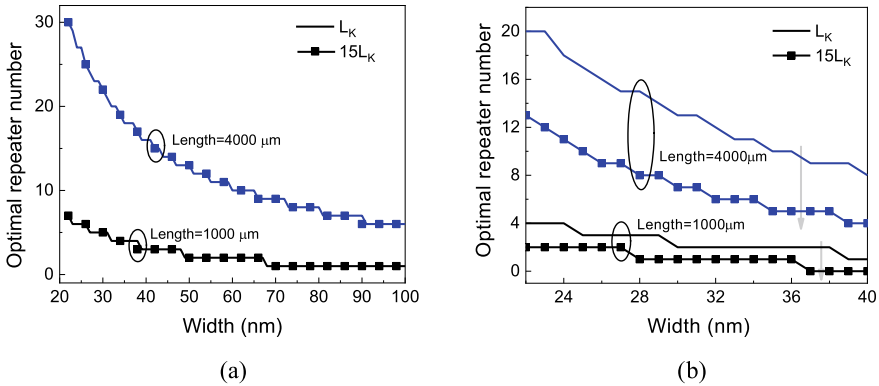 30
20
10
0
Optimal repeater number
L_K
15L_K
Length=4000 μm
Length=1000 μm
20 30 40 50 60 70 80 90 100
Width (nm)
(a)
20
16
12
8
4
0
Optimal repeater number
L_K
15L_K
Length=4000μm
Length=1000μm
24 28 32 36 40
Width (nm)
(b)